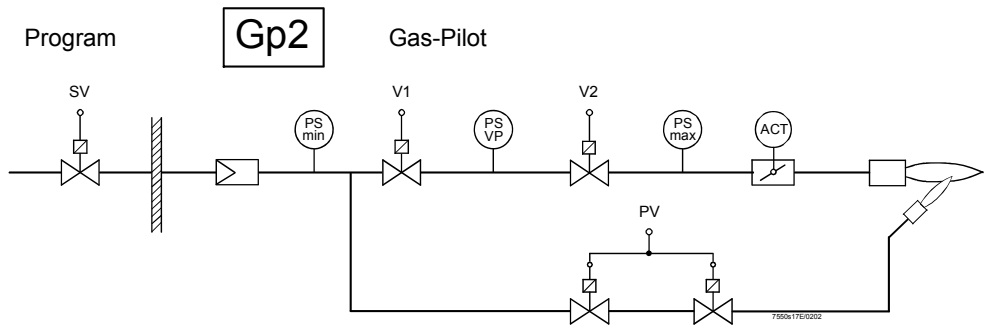 Program Gp2 Gas-Pilot
SV V1 V2
PS min PS VP PS max ACT
PV
7550s17E/0202